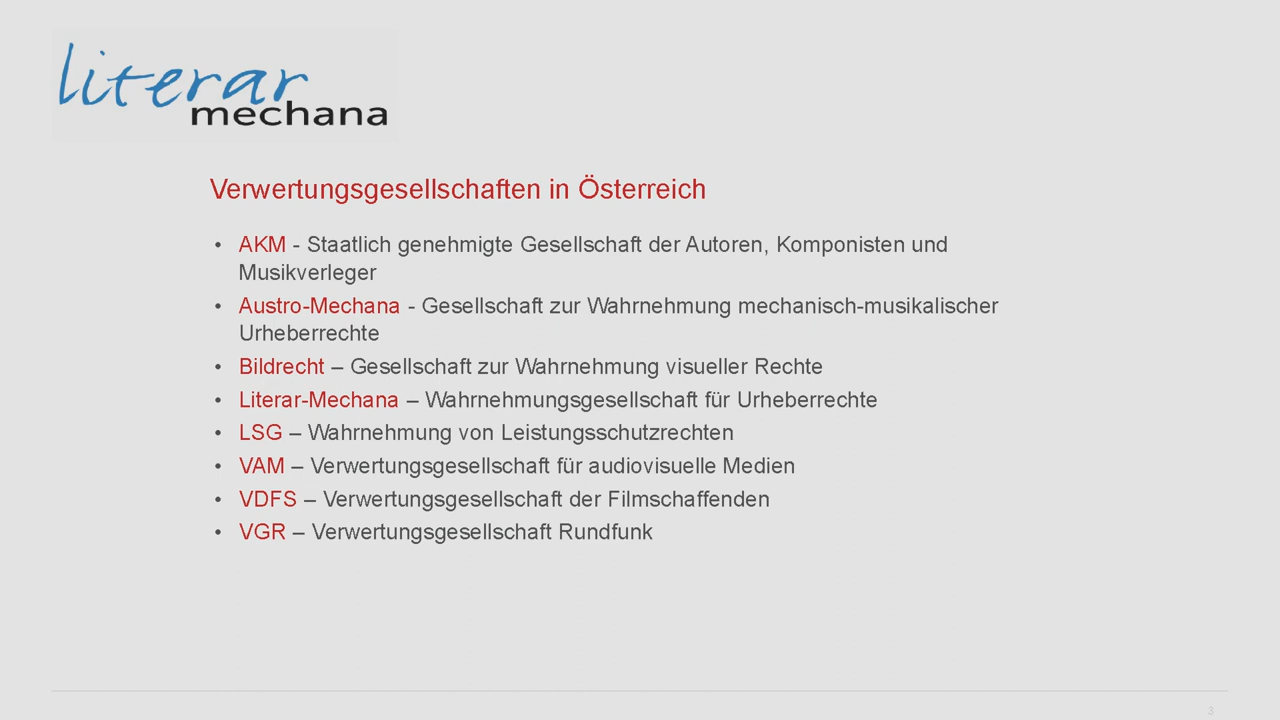 literar
mechana
Verwertungsgesellschaften in Österreich
• AKM - Staatlich genehmigte Gesellschaft der Autoren, Komponisten und
Musikverleger
• Austro-Mechana - Gesellschaft zur Wahrnehmung mechanisch-musikalischer
Urheberrechte
• Bildrecht – Gesellschaft zur Wahrnehmung visueller Rechte
• Literar-Mechana – Wahrnehmungsgesellschaft für Urheberrechte
• LSG – Wahrnehmung von Leistungsschutzrechten
• VAM – Verwertungsgesellschaft für audiovisuelle Medien
• VDFS – Verwertungsgesellschaft der Filmschaffenden
• VGR – Verwertungsgesellschaft Rundfunk
3